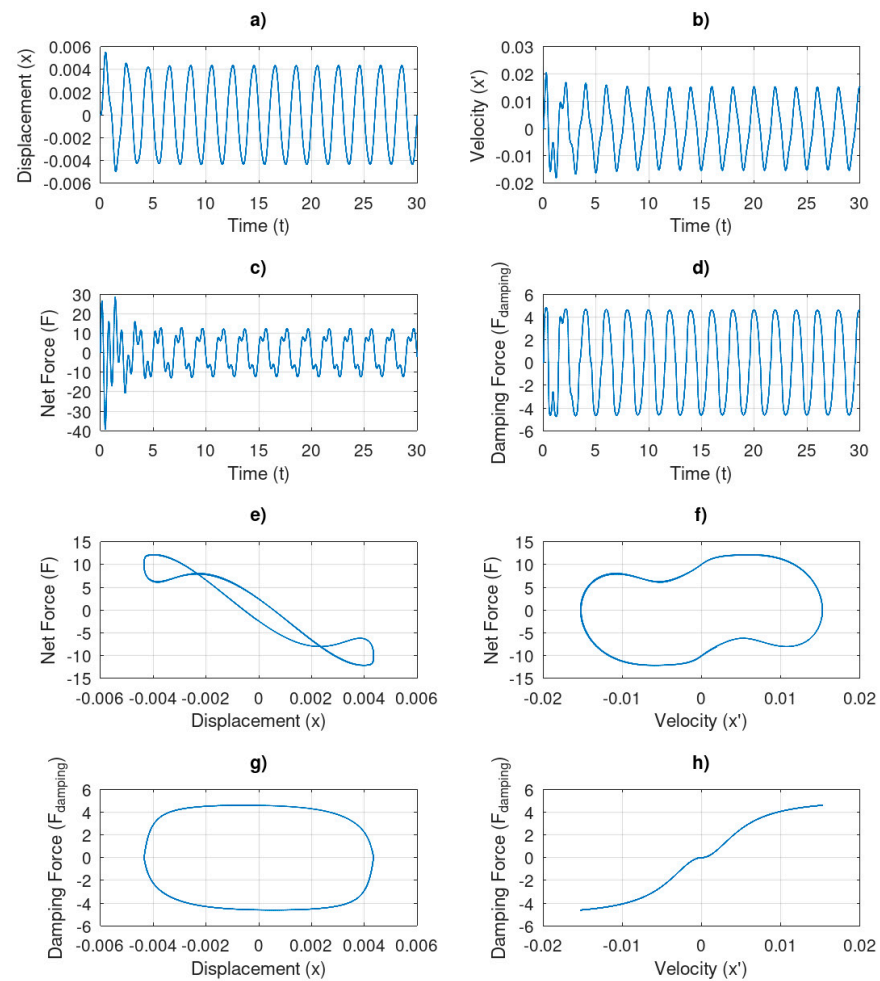 a)
Displacement (x)
0.006
0.004
0.002
0
-0.002
-0.004
-0.006
0 5 10 15 20 25 30
Time (t)
b)
Velocity (x')
0.03
0.02
0.01
0
-0.01
-0.02
0 5 10 15 20 25 30
Time (t)
c)
Net Force (F)
30
20
10
0
-10
-20
-30
-40
0 5 10 15 20 25 30
Time (t)
d)
Damping Force (Fdamping)
6
4
2
0
-2
-4
-6
0 5 10 15 20 25 30
Time (t)
e)
Net Force (F)
15
10
5
0
-5
-10
-15
-0.006 -0.004 -0.002 0 0.002 0.004 0.006
Displacement (x)
f)
Net Force (F)
15
10
5
0
-5
-10
-15
-0.02 -0.01 0 0.01 0.02
Velocity (x')
g)
Damping Force (Fdamping)
6
4
2
0
-2
-4
-6
-0.006 -0.004 -0.002 0 0.002 0.004 0.006
Displacement (x)
h)
Damping Force (Fdamping)
6
4
2
0
-2
-4
-6
-0.02 -0.01 0 0.01 0.02
Velocity (x')